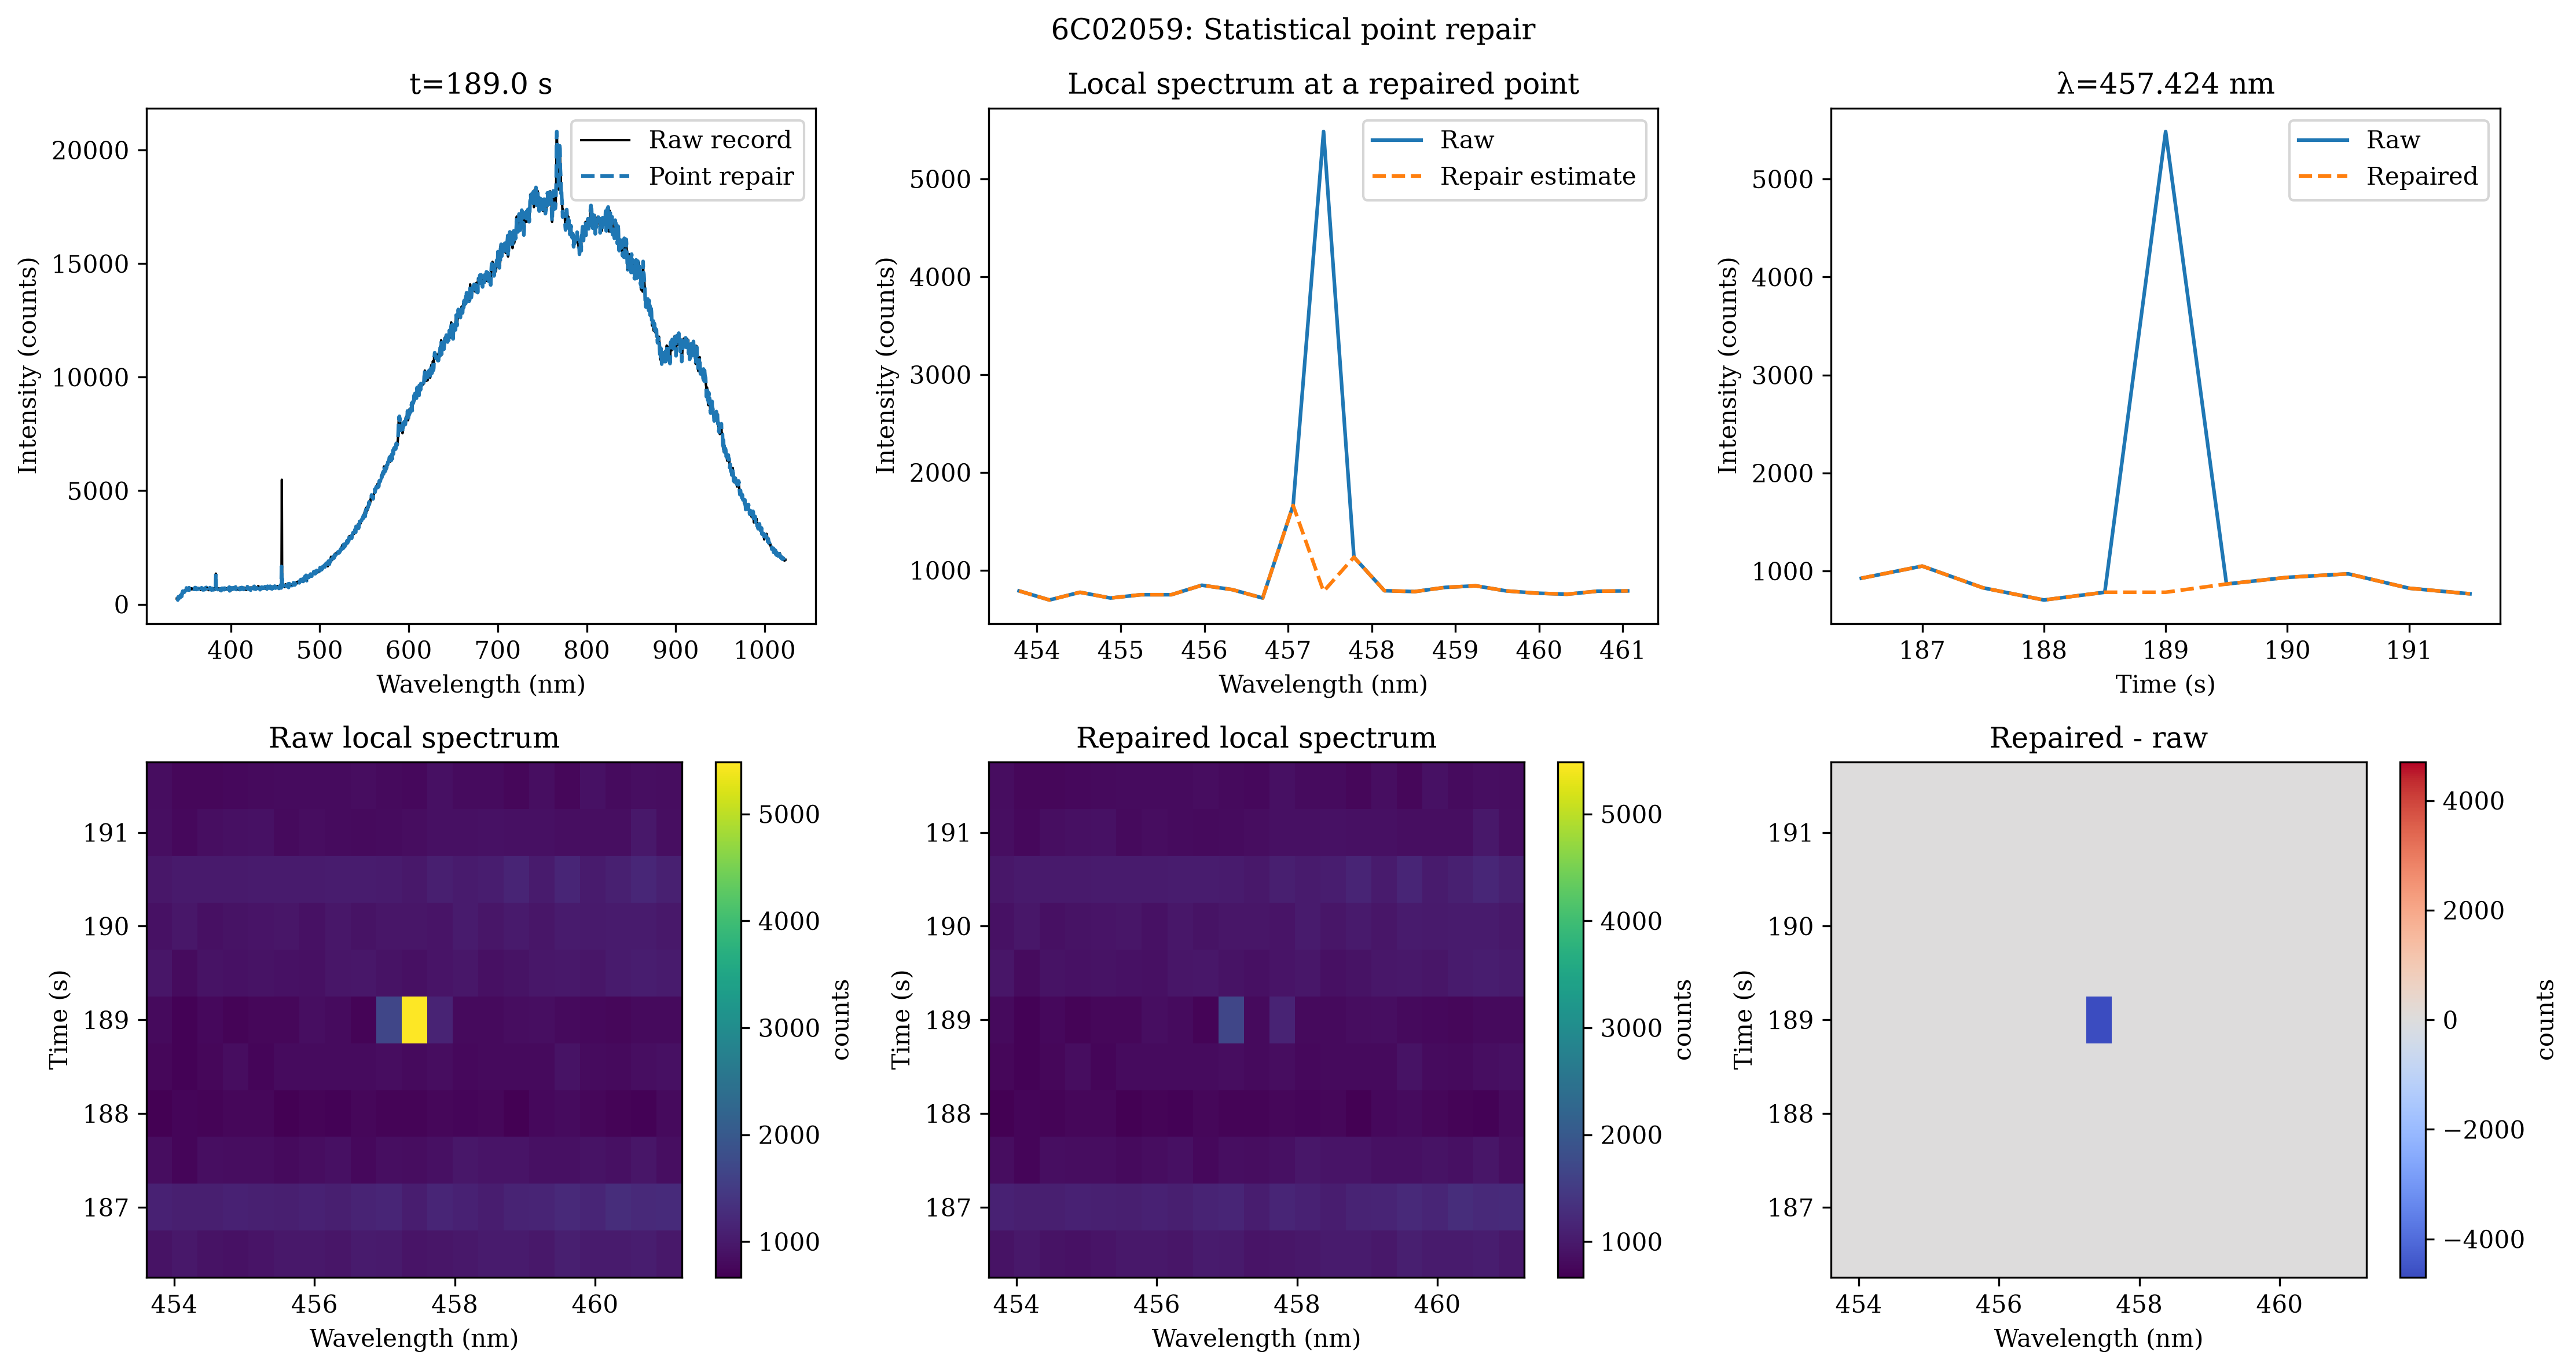 6C02059: Statistical point repair
t=189.0 s
Intensity (counts)
20000
15000
10000
5000
0
400 500 600 700 800 900 1000
Wavelength (nm)
Raw record
Point repair
Local spectrum at a repaired point
Intensity (counts)
5000
4000
3000
2000
1000
454 455 456 457 458 459 460 461
Wavelength (nm)
Raw
Repair estimate
λ=457.424 nm
Intensity (counts)
5000
4000
3000
2000
1000
187 188 189 190 191
Time (s)
Raw
Repaired
Raw local spectrum
Time (s)
191
190
189
188
187
454 456 458 460
Wavelength (nm)
5000
4000
3000
2000
1000
counts
Repaired local spectrum
Time (s)
191
190
189
188
187
454 456 458 460
Wavelength (nm)
5000
4000
3000
2000
1000
counts
Repaired - raw
Time (s)
191
190
189
188
187
454 456 458 460
Wavelength (nm)
4000
2000
0
−2000
−4000
counts